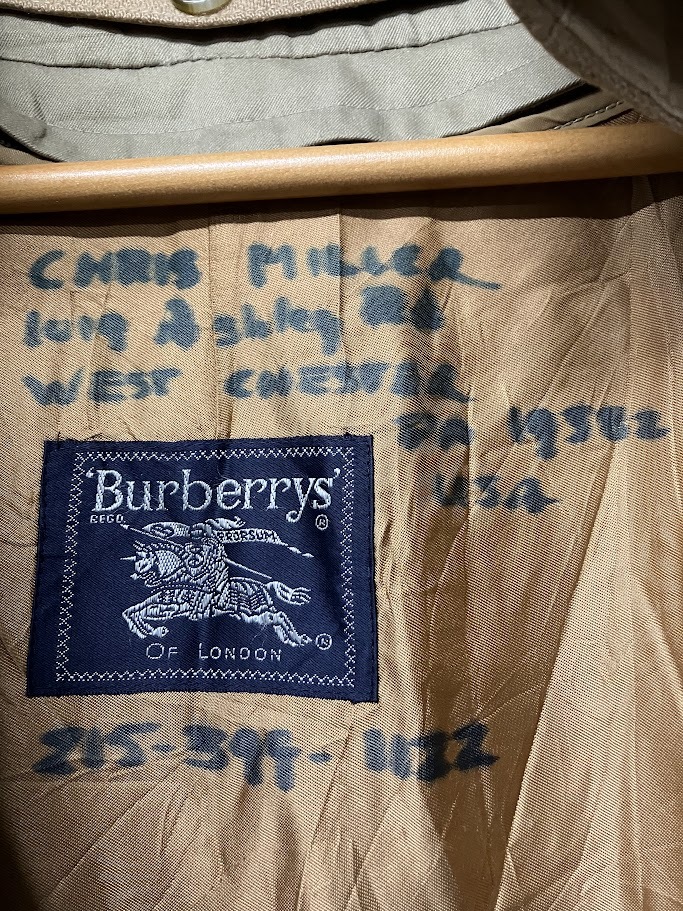 CHRIS MILLER
1019 Ashley Rd
WEST CHESTER
Pa 19382
USA
'Burberrys'
REGD.
PRORSUM
®
OF LONDON
®
215-399-1132